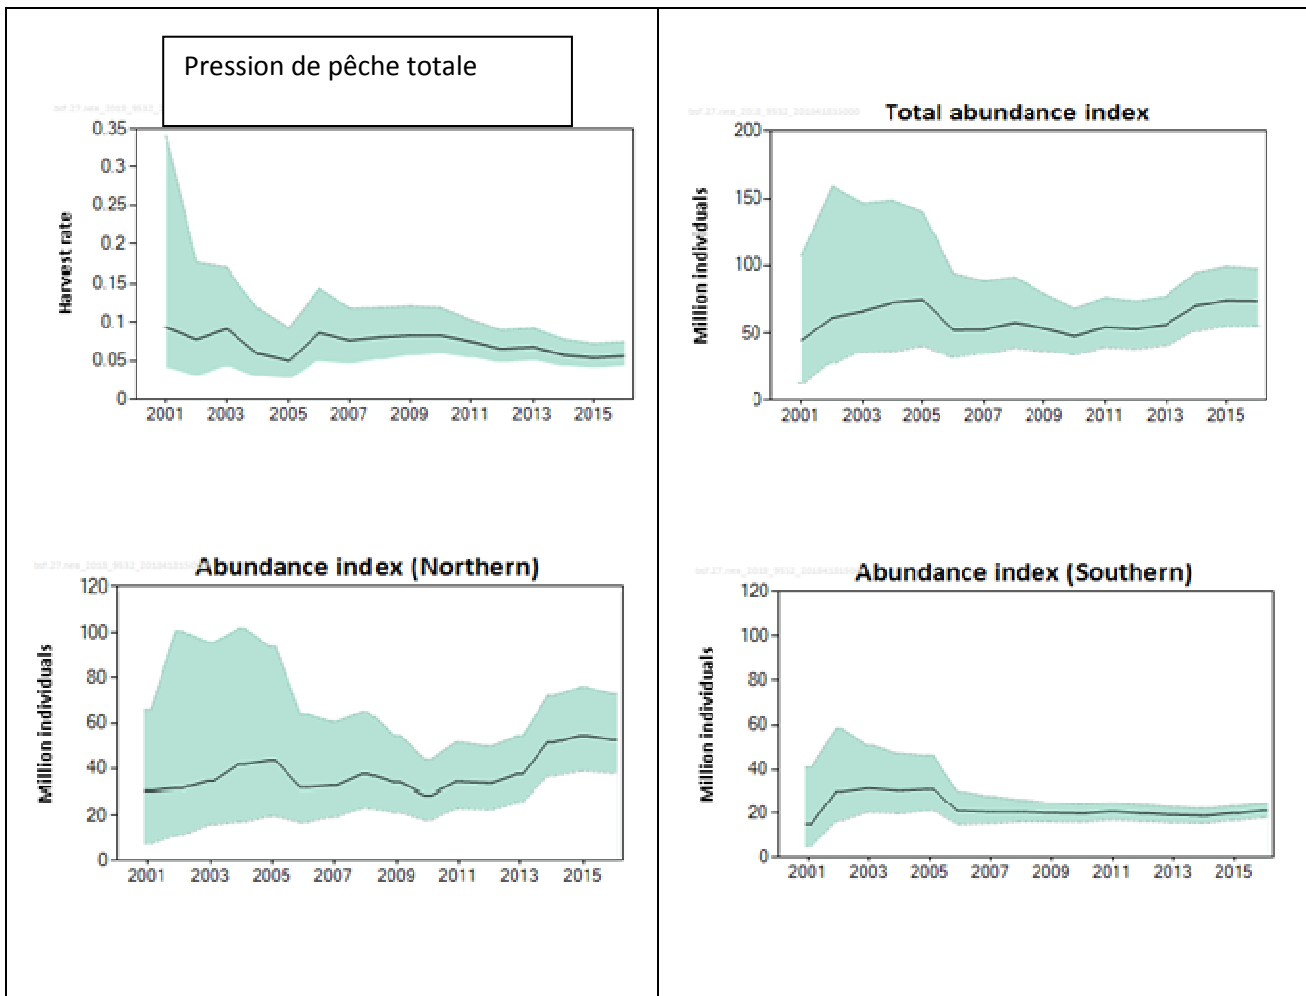 Pression de pêche totale
Harvest rate
0.35
0.3
0.25
0.2
0.15
0.1
0.05
0
2001 2003 2005 2007 2009 2011 2013 2015
Total abundance index
Million individuals
200
150
100
50
0
2001 2003 2005 2007 2009 2011 2013 2015
Abundance index (Northern)
Million individuals
120
100
80
60
40
20
0
2001 2003 2005 2007 2009 2011 2013 2015
Abundance index (Southern)
Million individuals
120
100
80
60
40
20
0
2001 2003 2005 2007 2009 2011 2013 2015